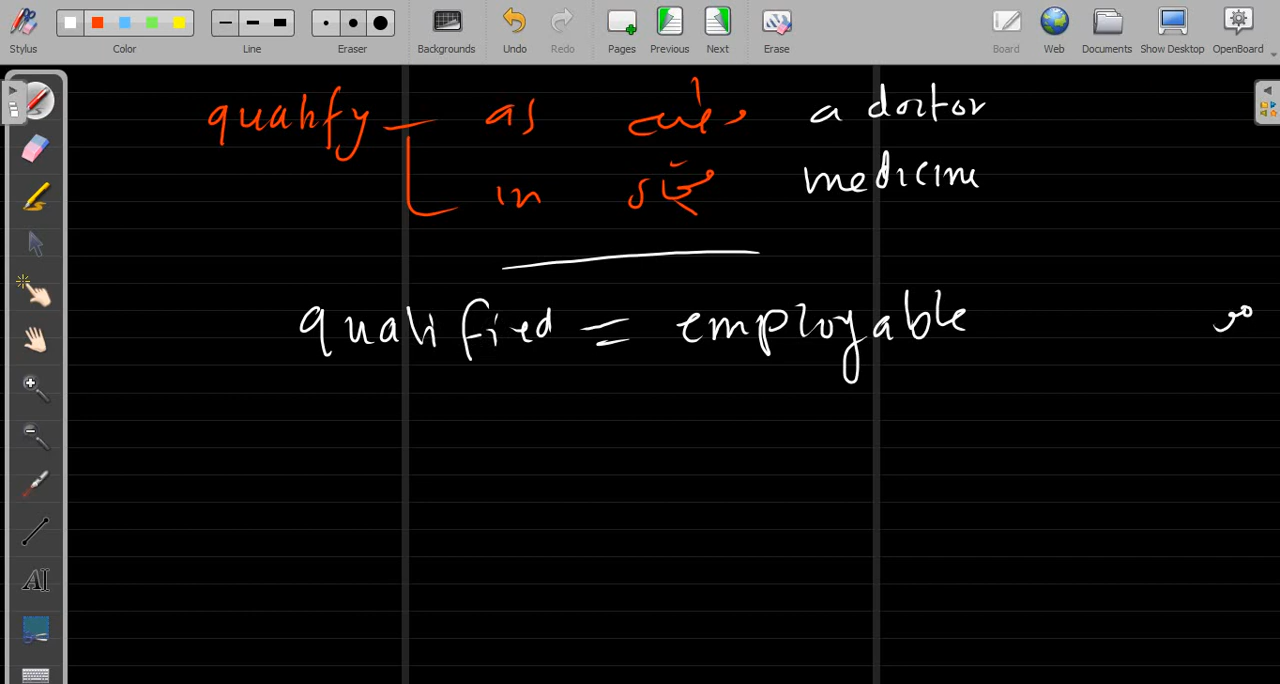 Stylus Color Line Eraser Backgrounds Undo Redo Pages Previous Next Erase Board Web Documents Show Desktop OpenBoard
qualify as a doctor
in medicine
qualified = employable
AI